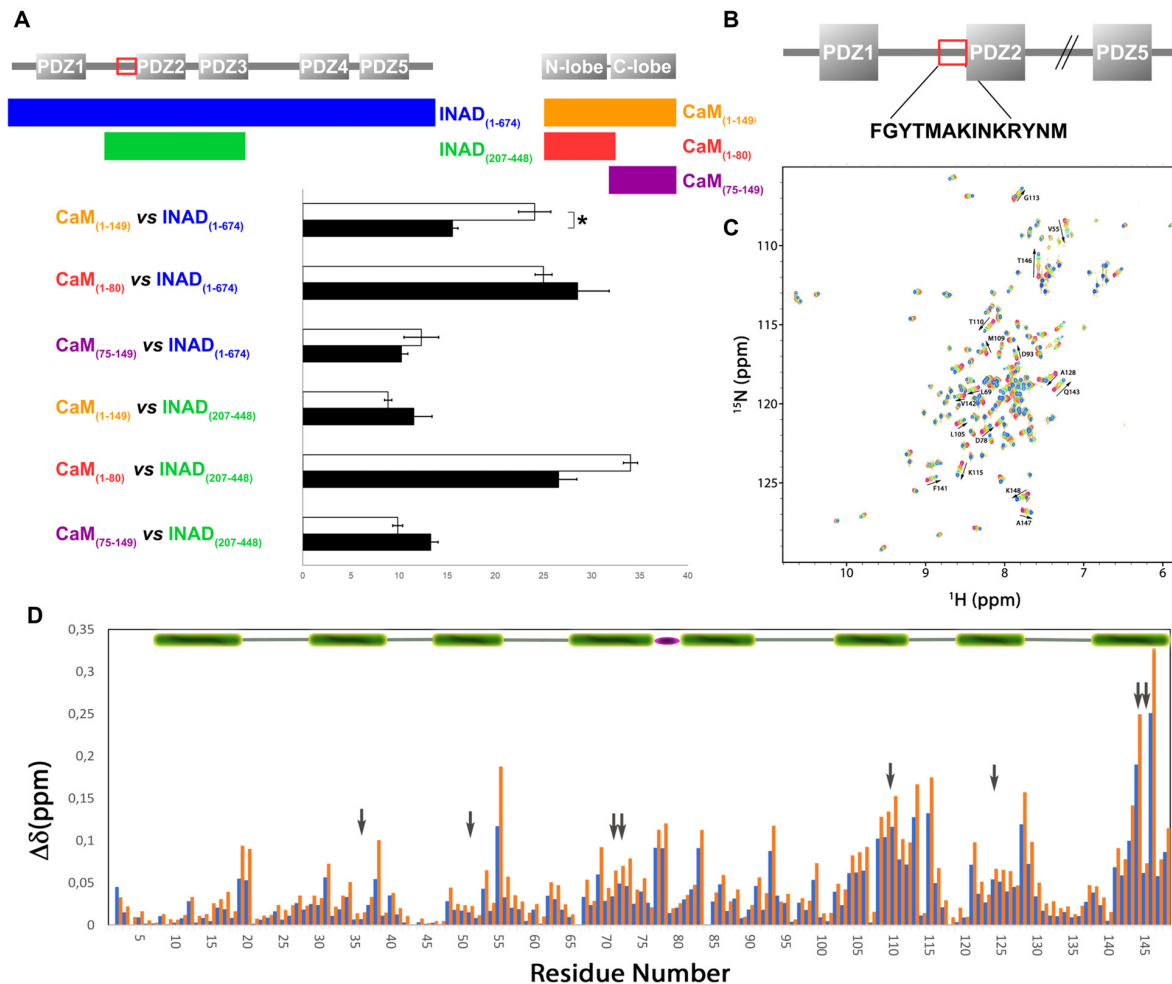 A
PDZ1 PDZ2 PDZ3 PDZ4 PDZ5
N-lobe C-lobe
INAD(1-674)
CaM(1-149)
INAD(207-448)
CaM(1-80)
CaM(75-149)
CaM(1-149) vs INAD(1-674)
*
CaM(1-80) vs INAD(1-674)
CaM(75-149) vs INAD(1-674)
CaM(1-149) vs INAD(207-448)
CaM(1-80) vs INAD(207-448)
CaM(75-149) vs INAD(207-448)
0 5 10 15 20 25 30 35 40
B
PDZ1 PDZ2 PDZ5
FGYTMAKINKRYNM
C
G113
V55
T146
T110
M109
D93
A128
Q143
L69
V142
L105
D78
K115
F141
K148
A147
110
115
120
125
15N (ppm)
10 9 8 7 6
1H (ppm)
D
0,35
0,3
0,25
0,2
0,15
0,1
0,05
0
Δδ(ppm)
5 10 15 20 25 30 35 40 45 50 55 60 65 70 75 80 85 90 95 100 105 110 115 120 125 130 135 140 145
Residue Number